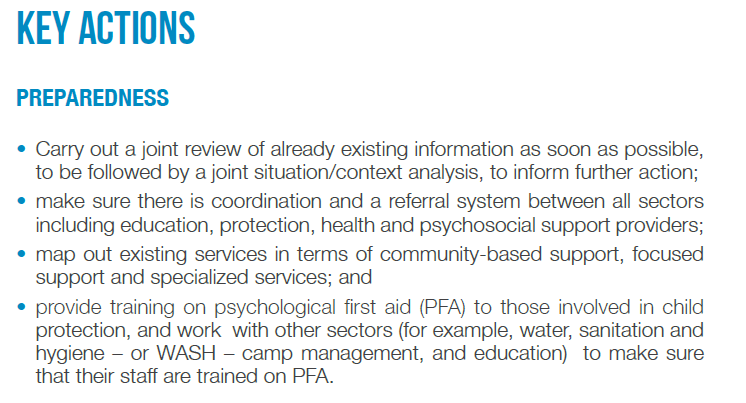 KEY ACTIONS
PREPAREDNESS
• Carry out a joint review of already existing information as soon as possible,
to be followed by a joint situation/context analysis, to inform further action;
• make sure there is coordination and a referral system between all sectors
including education, protection, health and psychosocial support providers;
• map out existing services in terms of community-based support, focused
support and specialized services; and
• provide training on psychological first aid (PFA) to those involved in child
protection, and work  with other sectors (for example, water, sanitation and
hygiene – or WASH – camp management, and education)  to make sure
that their staff are trained on PFA.